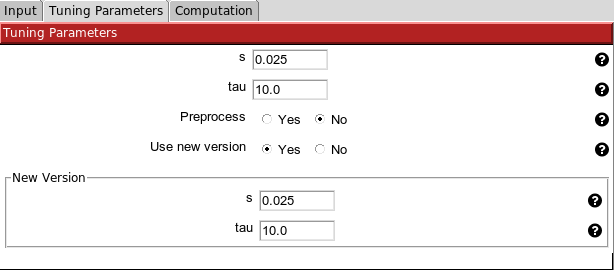 Input Tuning Parameters Computation
Tuning Parameters
s 0.025 ?
tau 10.0 ?
Preprocess Yes No ?
Use new version Yes No ?
New Version
s 0.025 ?
tau 10.0 ?